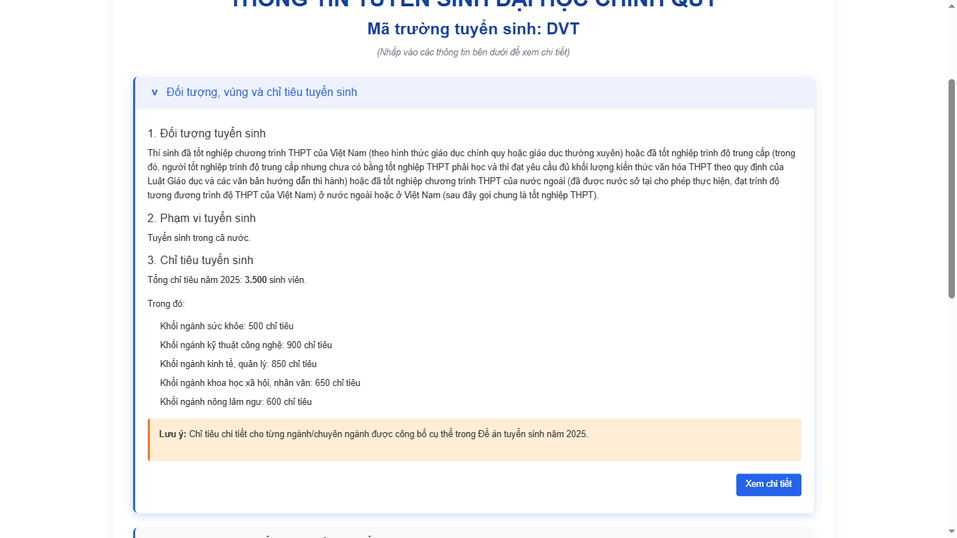 THÔNG TIN TUYỂN SINH ĐẠI HỌC CHÍNH QUY
Mã trường tuyển sinh: DVT
(Nhấp vào các thông tin bên dưới để xem chi tiết)
Đối tượng, vùng và chỉ tiêu tuyển sinh
1. Đối tượng tuyển sinh
Thí sinh đã tốt nghiệp chương trình THPT của Việt Nam (theo hình thức giáo dục chính quy hoặc giáo dục thường xuyên) hoặc đã tốt nghiệp trình độ trung cấp (trong
đó, người tốt nghiệp trình độ trung cấp nhưng chưa có bằng tốt nghiệp THPT phải học và thi đạt yêu cầu đủ khối lượng kiến thức văn hóa THPT theo quy định của
Luật Giáo dục và các văn bản hướng dẫn thi hành) hoặc đã tốt nghiệp chương trình THPT của nước ngoài (đã được nước sở tại cho phép thực hiện, đạt trình độ
tương đương trình độ THPT của Việt Nam) ở nước ngoài hoặc ở Việt Nam (sau đây gọi chung là tốt nghiệp THPT).
2. Phạm vi tuyển sinh
Tuyển sinh trong cả nước.
3. Chỉ tiêu tuyển sinh
Tổng chỉ tiêu năm 2025: 3.500 sinh viên.
Trong đó:
Khối ngành sức khỏe: 500 chỉ tiêu
Khối ngành kỹ thuật công nghệ: 900 chỉ tiêu
Khối ngành kinh tế, quản lý: 850 chỉ tiêu
Khối ngành khoa học xã hội, nhân văn: 650 chỉ tiêu
Khối ngành nông lâm ngư: 600 chỉ tiêu
Lưu ý: Chỉ tiêu chi tiết cho từng ngành/chuyên ngành được công bố cụ thể trong Đề án tuyển sinh năm 2025.
Xem chi tiết